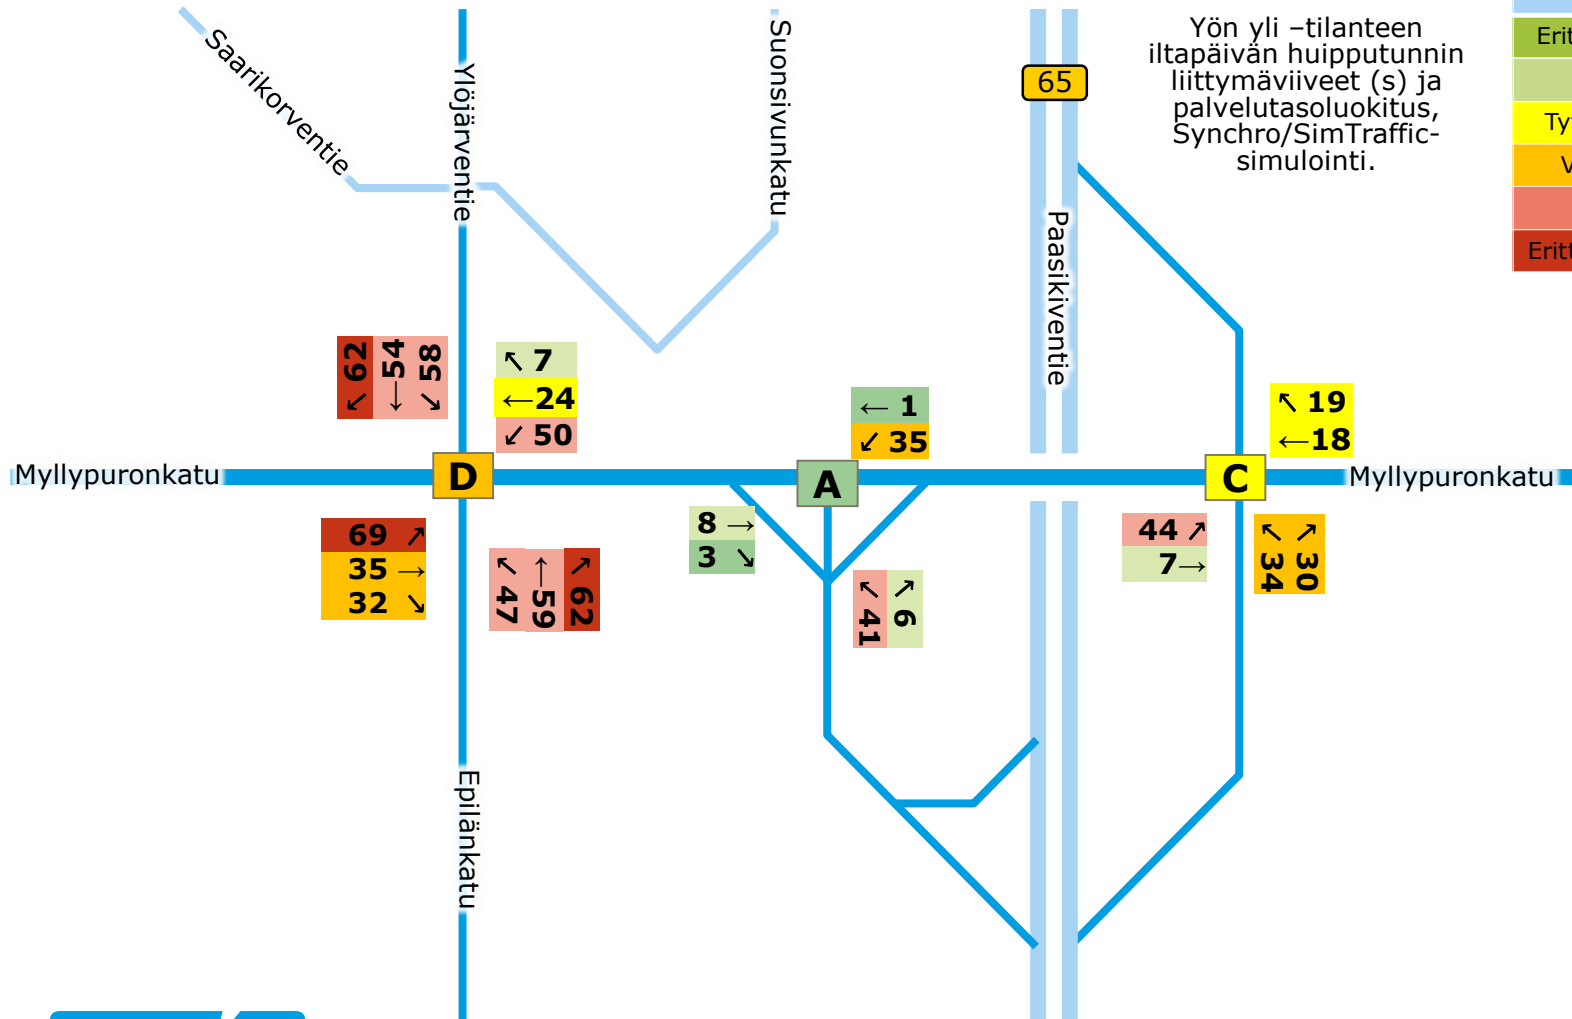 Saarikorventie
Ylöjärventie
Suonsivunkatu
65
Paasikiventie
Yön yli –tilanteen
iltapäivän huipputunnin
liittymäviiveet (s) ja
palvelutasoluokitus,
Synchro/SimTraffic-
simulointi.
↙ 62
← 54
↘ 58
↖ 7
← 24
↙ 50
← 1
↙ 35
↖ 19
← 18
Myllypuronkatu
D
A
C
Myllypuronkatu
69 ↗
35 →
32 ↘
↖ 47
← 59
↗ 62
8 →
3 ↘
↖ 41
↗ 6
44 ↗
7 →
↖ 34
↗ 30
Epilänkatu